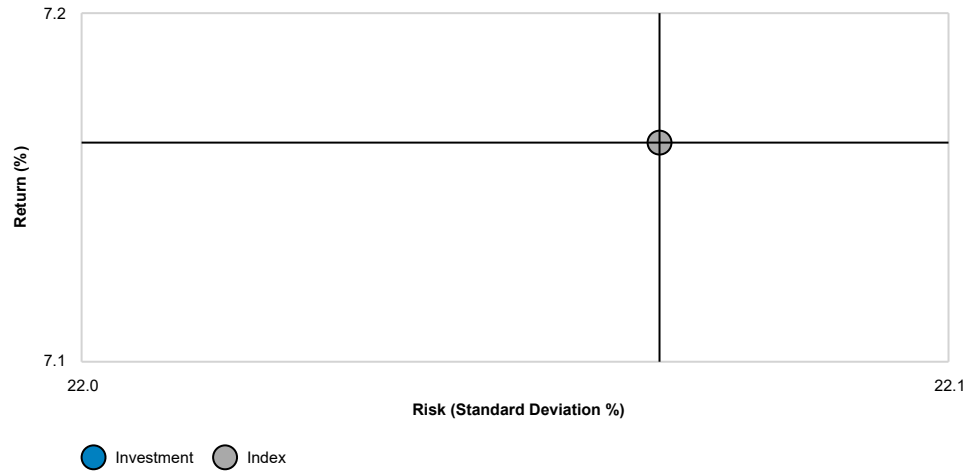 7.2
Return (%)
7.1
22.0
22.1
Risk (Standard Deviation %)
Investment
Index